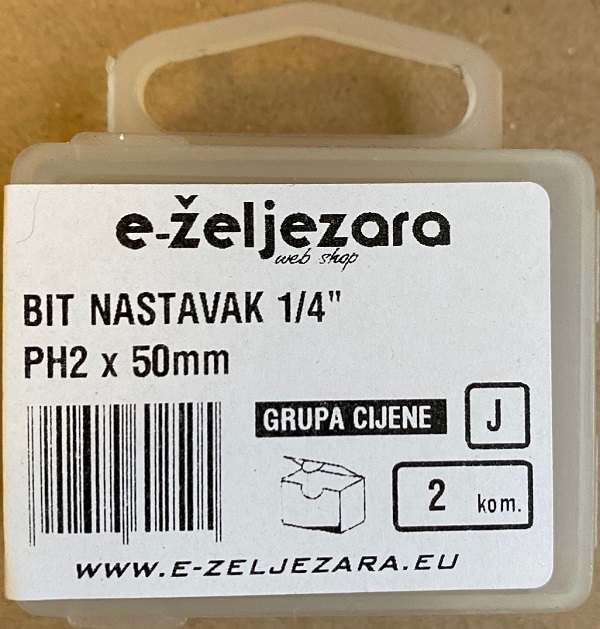 e-željezara
web shop
BIT NASTAVAK 1/4"
PH2 x 50mm
GRUPA CIJENE J
2 kom.
WWW.E-ZELJEZARA.EU